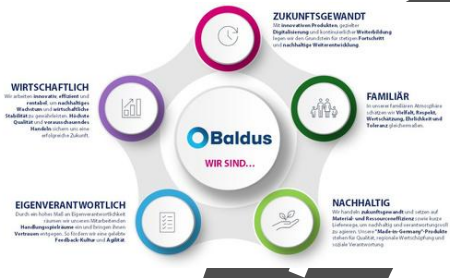 ZUKUNFTSGEWANDT
Mit innovativen Produkten, gezielter
Digitalisierung und kontinuierlicher Weiterbildung
legen wir den Grundstein für stetigen Fortschritt
und nachhaltige Weiterentwicklung.
WIRTSCHAFTLICH
Wir arbeiten innovativ, effizient und
rentabel, um nachhaltiges
Wachstum und wirtschaftliche
Stabilität zu gewährleisten. Höchste
Qualität und vorausschauendes
Handeln sichern uns eine
erfolgreiche Zukunft.
FAMILIÄR
In unserer familiären Atmosphäre
schätzen wir Vielfalt, Respekt,
Wertschätzung, Ehrlichkeit und
Toleranz gleichermaßen.
Baldus
WIR SIND...
EIGENVERANTWORTLICH
Durch ein hohes Maß an Eigenverantwortlichkeit
räumen wir unseren Mitarbeitenden
Handlungsspielräume ein und bringen ihnen
Vertrauen entgegen. So fördern wir eine gelebte
Feedback-Kultur und Agilität.
NACHHALTIG
Wir handeln zukunftsgewandt und setzen auf
Material- und Ressourceneffizienz sowie kurze
Lieferwege, um nachhaltig und verantwortungsvoll
zu agieren. Unsere "Made-in-Germany"-Produkte
stehen für Qualität, regionale Wertschöpfung und
soziale Verantwortung.